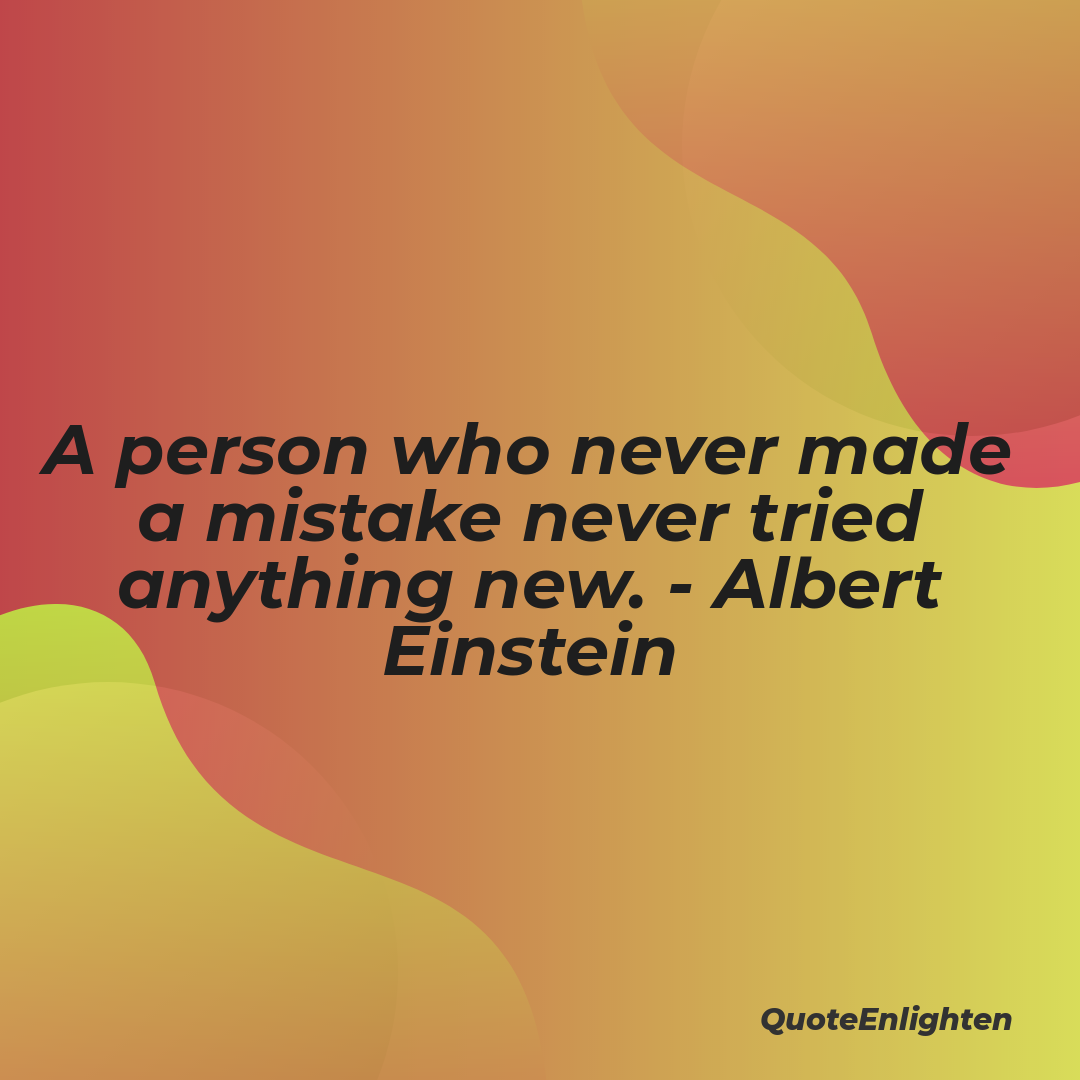 A person who never made
a mistake never tried
anything new. - Albert
Einstein
QuoteEnlighten